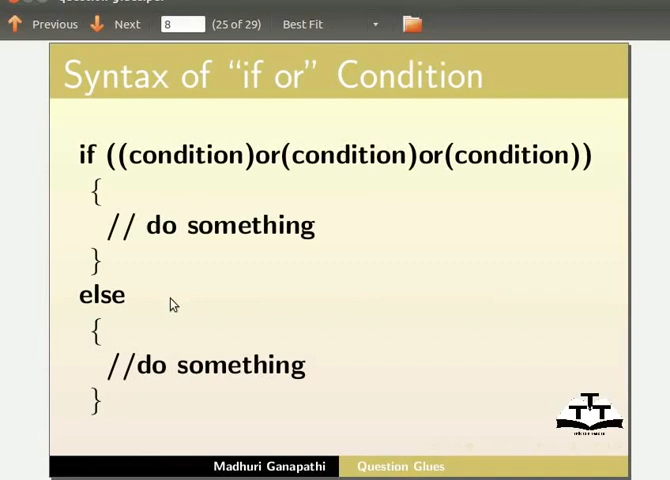 Previous Next 8 (25 of 29) Best Fit
Syntax of “if or” Condition
if ((condition)or(condition)or(condition))
{
// do something
}
else
{
//do something
}
TTT
Madhuri Ganapathi Question Glues